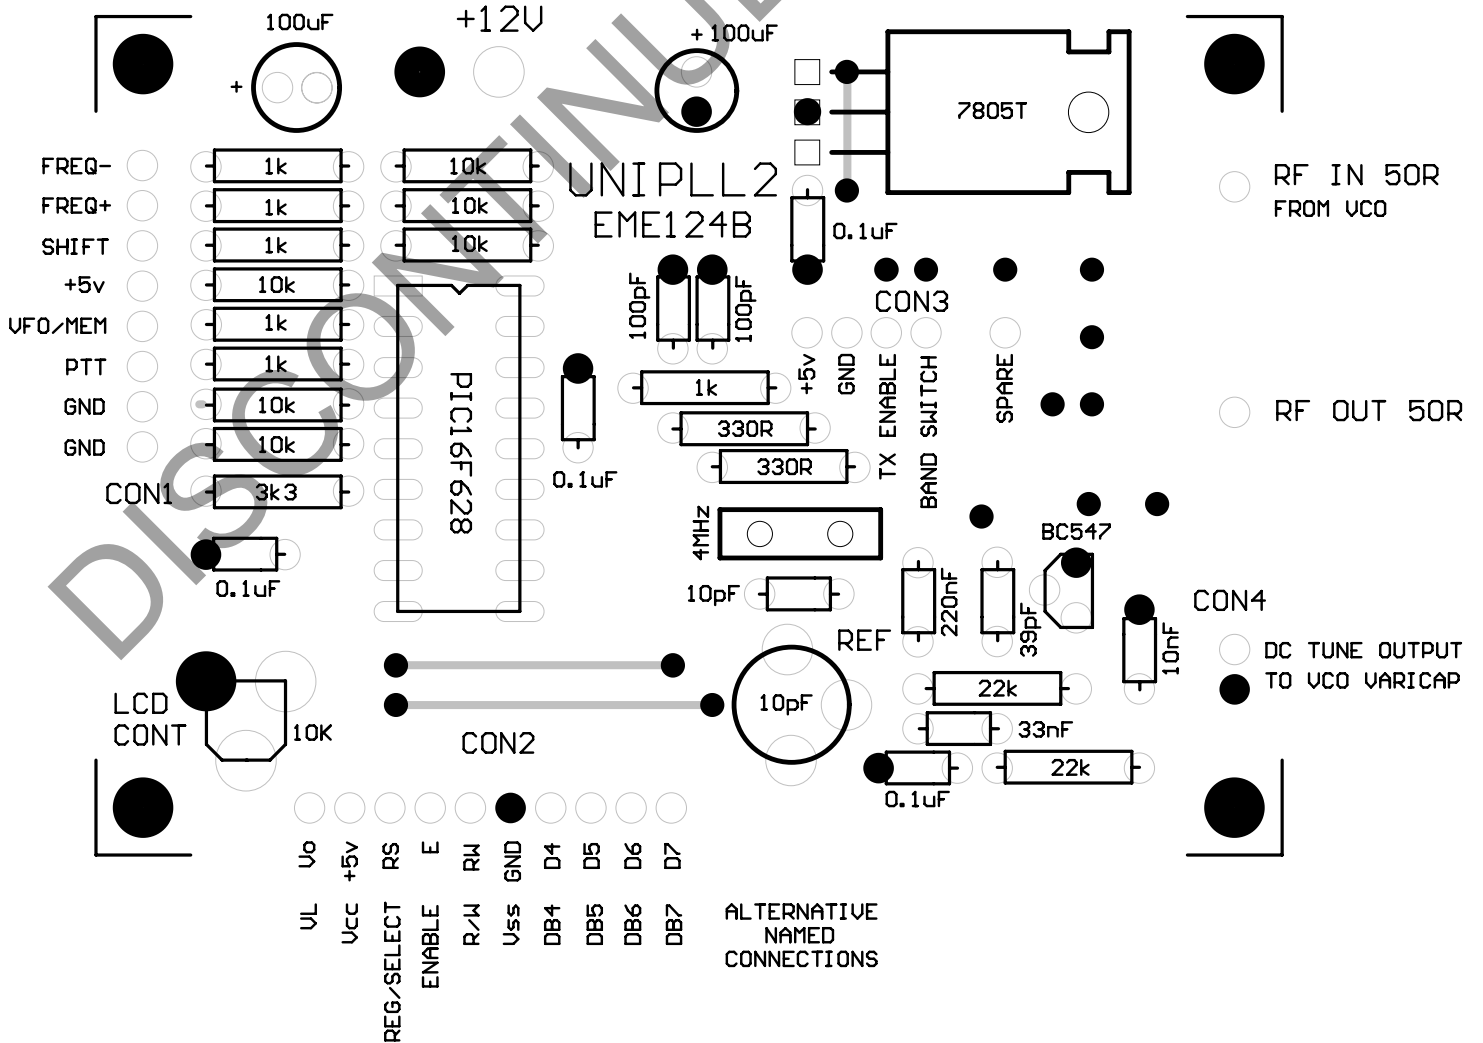 +12V
100uF
+
+100uF
7805T
FREQ-
1k
10k
UNIPLL2
RF IN 50R
FREQ+
1k
10k
EME124B
FROM VCO
SHIFT
1k
10k
0.1uF
+5v
10k
100pF
100pF
CON3
VFO/MEM
1k
PTT
1k
PIC16F628
1k
+5v
GND
TX ENABLE
BAND SWITCH
SPARE
GND
10k
330R
RF OUT 50R
GND
10k
330R
0.1uF
CON1
3k3
4MHz
BC547
0.1uF
10pF
220nF
39pF
10nF
CON4
REF
DC TUNE OUTPUT
TO VCO VARICAP
22k
LCD
CONT
10K
10pF
33nF
CON2
22k
0.1uF
Vo
+5v
RS
E
RW
GND
D4
D5
D6
D7
VL
Vcc
REG/SELECT
ENABLE
R/W
Vss
DB4
DB5
DB6
DB7
ALTERNATIVE
NAMED
CONNECTIONS